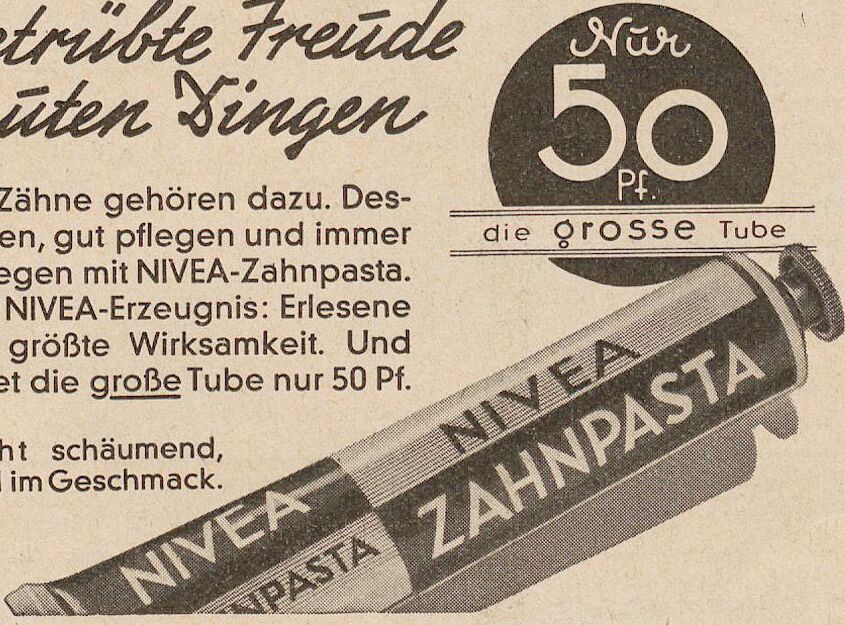 etrübte Freude
uten Dingen
Zähne gehören dazu. Des-
en, gut pflegen und immer
egen mit NIVEA-Zahnpasta.
NIVEA-Erzeugnis: Erlesene
größte Wirksamkeit. Und
et die große Tube nur 50 Pf.
ht schäumend,
im Geschmack.
Nur
50
Pf.
die grosse Tube
NIVEA
ZAHNPASTA
NIVEA
NPASTA